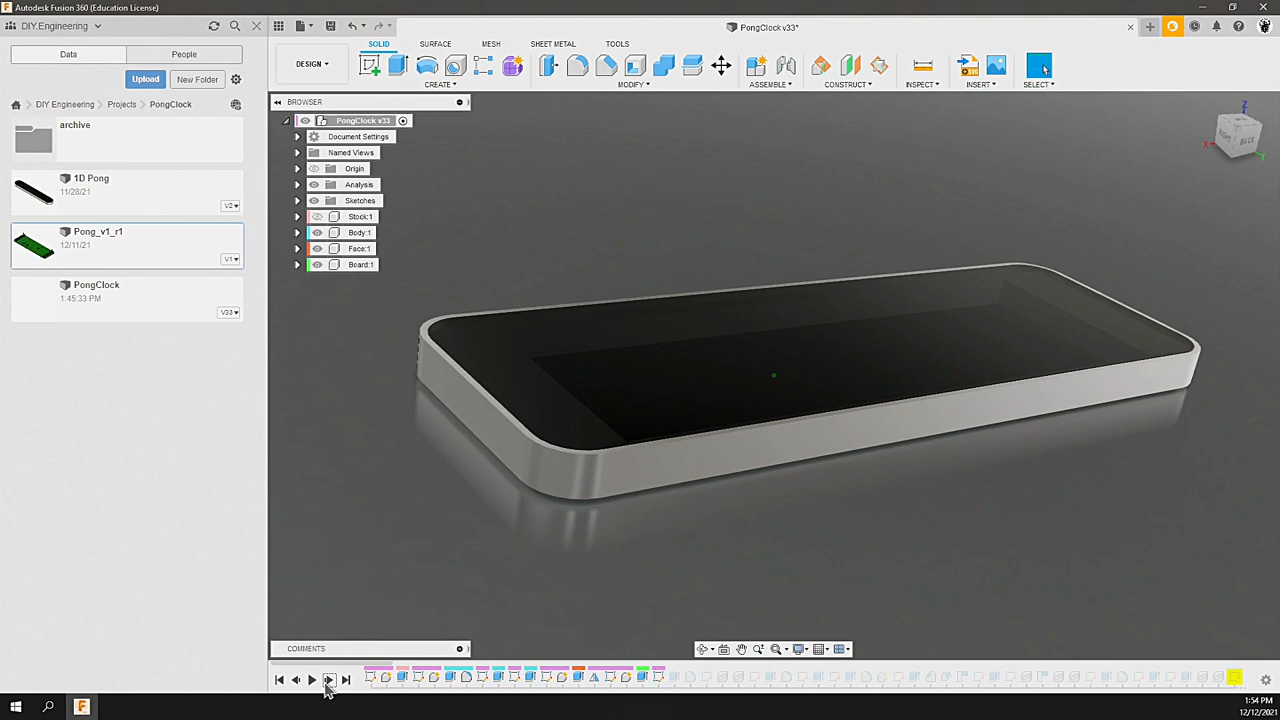 Autodesk Fusion 360 (Education License)
DIY.Engineering
PongClock v33*
Data
People
Upload
New Folder
DIY Engineering
Projects
PongClock
archive
1D Pong
11/28/21
V2
Pong_v1_r1
12/11/21
V1
PongClock
1:45:33 PM
V33
DESIGN
SOLID
SURFACE
MESH
SHEET METAL
TOOLS
CREATE
MODIFY
ASSEMBLE
CONSTRUCT
INSPECT
INSERT
SELECT
BROWSER
PongClock v33
Document Settings
Named Views
Origin
Analysis
Sketches
Stock:1
Body:1
Face:1
Board:1
Z
X
Y
RIGHT
BACK
COMMENTS
1:54 PM
12/12/2021